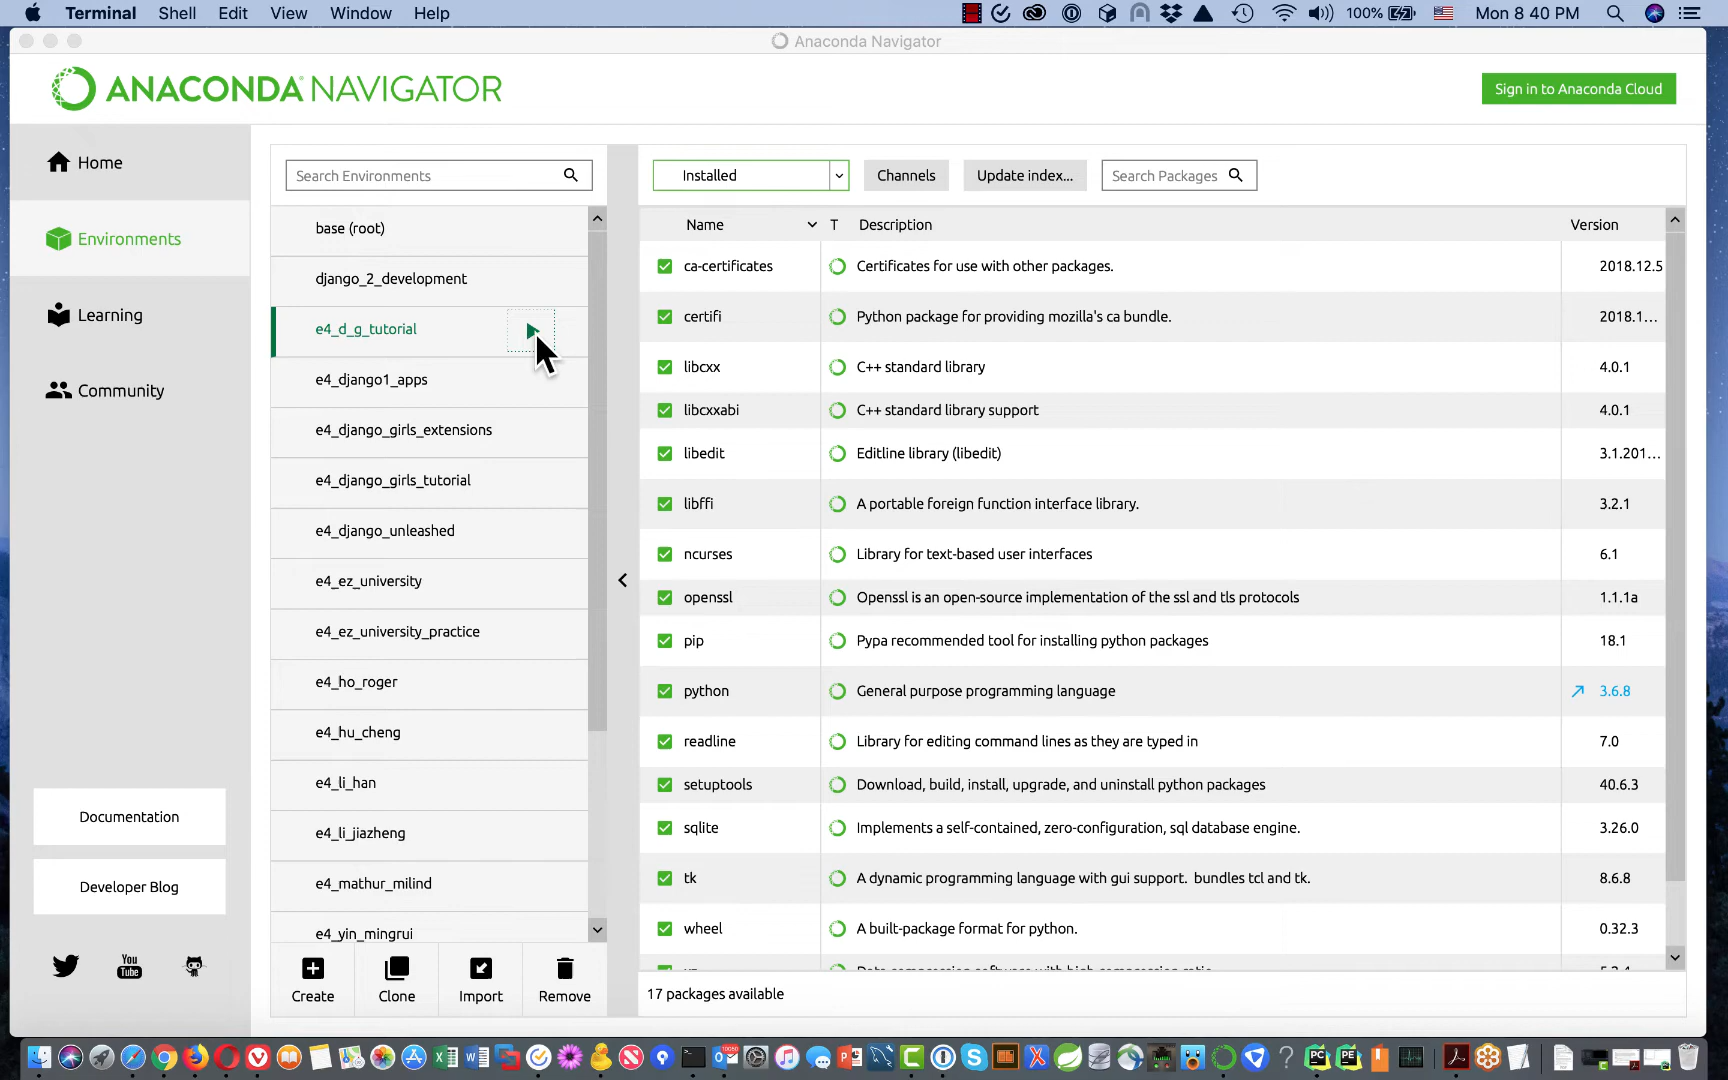 Terminal Shell Edit View Window Help 100% Mon 8 40 PM
Anaconda Navigator
ANACONDA NAVIGATOR
Sign in to Anaconda Cloud
Home
Environments
Learning
Community
Documentation
Developer Blog
You
Tube
Search Environments
base (root)
django_2_development
e4_d_g_tutorial
e4_django1_apps
e4_django_girls_extensions
e4_django_girls_tutorial
e4_django_unleashed
e4_ez_university
e4_ez_university_practice
e4_ho_roger
e4_hu_cheng
e4_li_han
e4_li_jiazheng
e4_mathur_milind
e4_yin_mingrui
Create Clone Import Remove
Installed Channels Update index... Search Packages
Name T Description Version
ca-certificates Certificates for use with other packages. 2018.12.5
certifi Python package for providing mozilla's ca bundle. 2018.1...
libcxx C++ standard library 4.0.1
libcxxabi C++ standard library support 4.0.1
libedit Editline library (libedit) 3.1.201...
libffi A portable foreign function interface library. 3.2.1
ncurses Library for text-based user interfaces 6.1
openssl Openssl is an open-source implementation of the ssl and tls protocols 1.1.1a
pip Pypa recommended tool for installing python packages 18.1
python General purpose programming language 3.6.8
readline Library for editing command lines as they are typed in 7.0
setuptools Download, build, install, upgrade, and uninstall python packages 40.6.3
sqlite Implements a self-contained, zero-configuration, sql database engine. 3.26.0
tk A dynamic programming language with gui support. bundles tcl and tk. 8.6.8
wheel A built-package format for python. 0.32.3
17 packages available